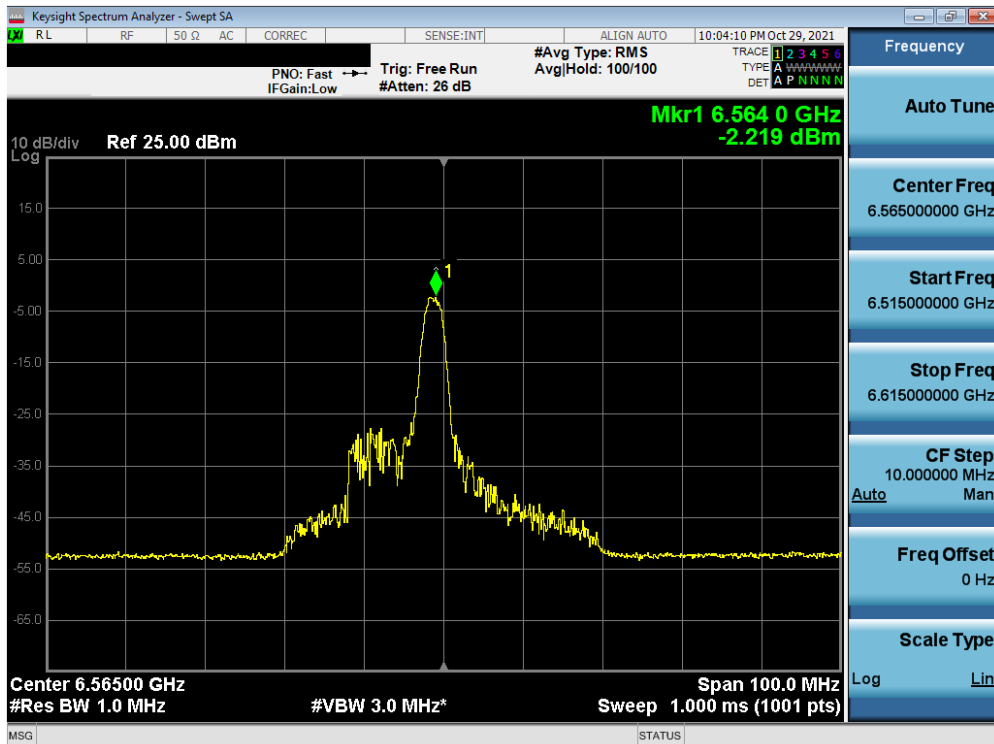 Keysight Spectrum Analyzer - Swept SA
LXI RL RF 50 Ω AC CORREC SENSE:INT ALIGN AUTO 10:04:10 PM Oct 29, 2021
PNO: Fast
IFGain:Low
Trig: Free Run
#Atten: 26 dB
#Avg Type: RMS
Avg|Hold: 100/100
TRACE 1 2 3 4 5 6
TYPE A WWWWW
DET A P N N N N
Mkr1 6.564 0 GHz
-2.219 dBm
10 dB/div Ref 25.00 dBm
Log
15.0
5.00
-5.00
-15.0
-25.0
-35.0
-45.0
-55.0
-65.0
1
Center 6.56500 GHz Span 100.0 MHz
#Res BW 1.0 MHz #VBW 3.0 MHz* Sweep 1.000 ms (1001 pts)
MSG STATUS
Frequency
Auto Tune
Center Freq
6.565000000 GHz
Start Freq
6.515000000 GHz
Stop Freq
6.615000000 GHz
CF Step
10.000000 MHz
Auto Man
Freq Offset
0 Hz
Scale Type
Log Lin